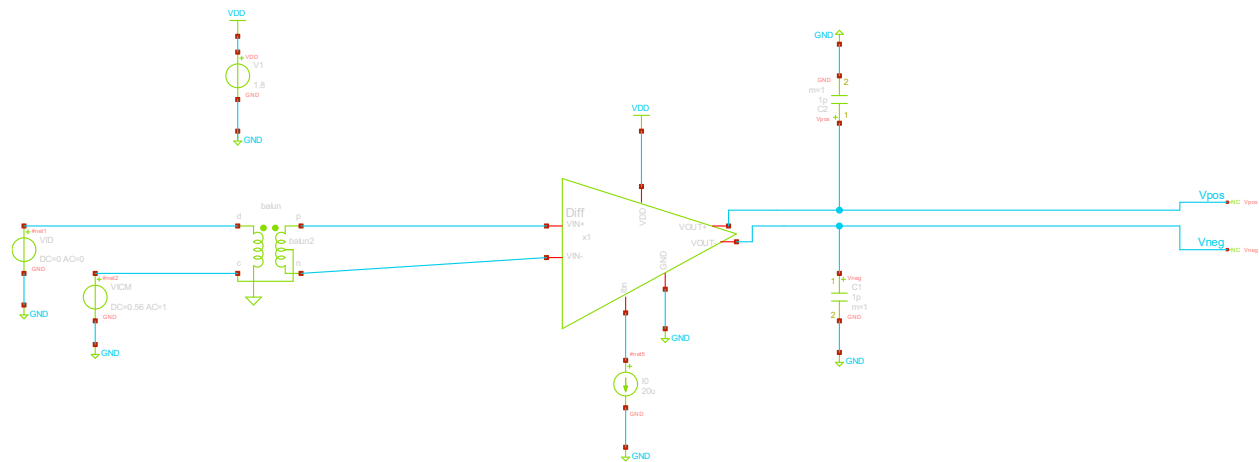 VDD
VDD
V1
1.8
GND
GND
GND
GND
2
m=1
1p
C2
Vpos
1
VDD
balun
d
p
balun2
c
n
#net1
VID
DC=0 AC=0
GND
GND
#net2
VICM
DC=0.56 AC=1
GND
GND
Diff
VIN+
x1
VIN-
VDD
VOUT+
VOUT-
GND
Ibn
GND
#net5
I0
20u
GND
GND
Vpos
NC Vpos
Vneg
NC Vneg
1
Vneg
C1
1p
m=1
2
GND
GND